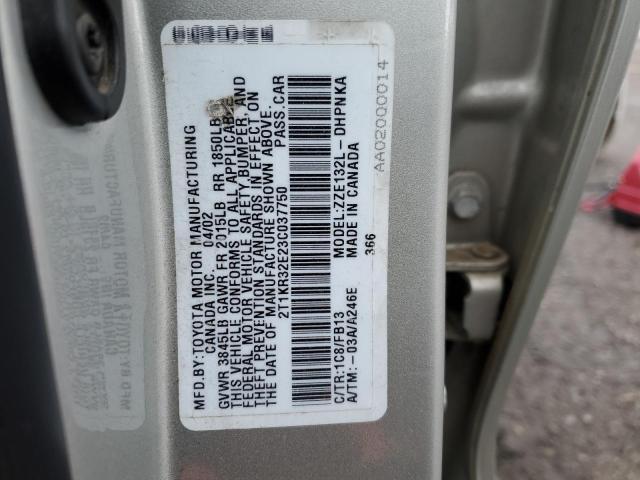 MFD.BY:TOYOTA MOTOR MANUFACTURING
CANADA INC. 04/02
GVWR 3845LB GAWR FR 2015LB RR 1850LB
THIS VEHICLE CONFORMS TO ALL APPLICABLE
FEDERAL MOTOR VEHICLE SAFETY, BUMPER, AND
THEFT PREVENTION STANDARDS IN EFFECT ON
THE DATE OF MANUFACTURE SHOWN ABOVE.
2T1KR32E23C037750 PASS.CAR
C/TR:1C8/FB13 MODEL:ZZE132L-DHPNKA
A/TM:-03A/A246E MADE IN CANADA
366
AA02000014